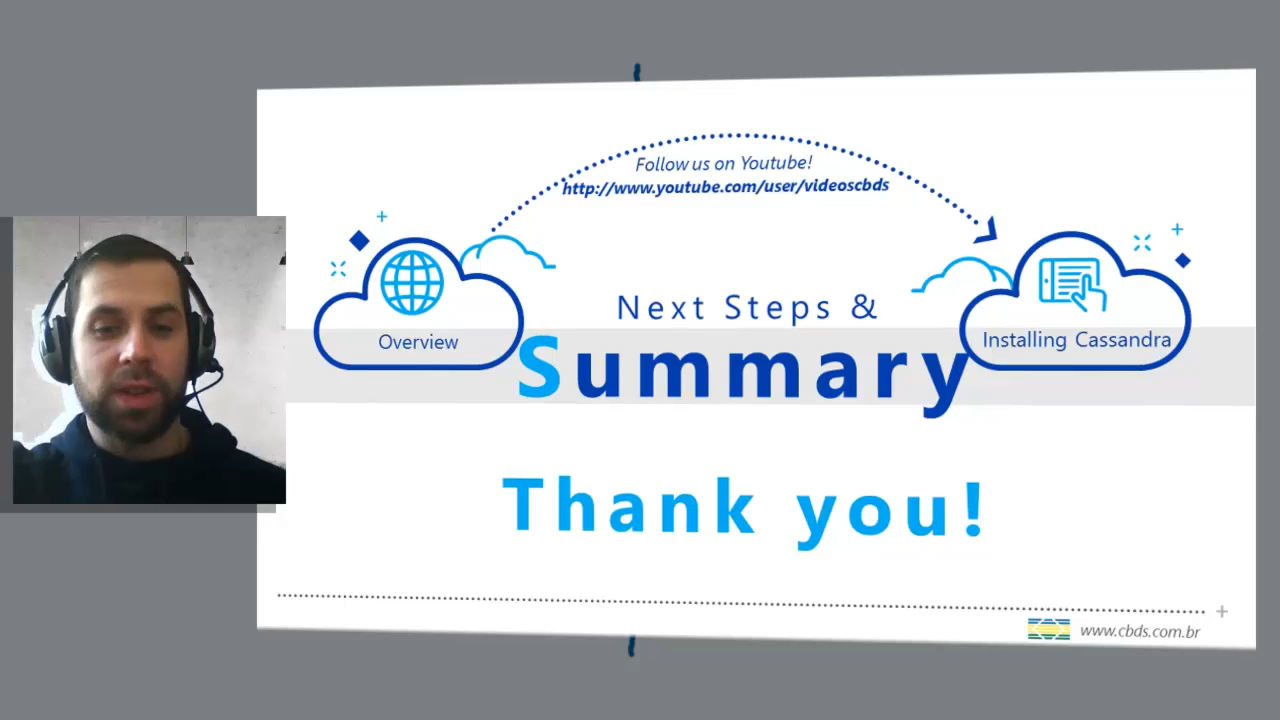 Follow us on Youtube!
http://www.youtube.com/user/videoscbds
Overview
Next Steps &
Summary
Installing Cassandra
Thank you!
www.cbds.com.br